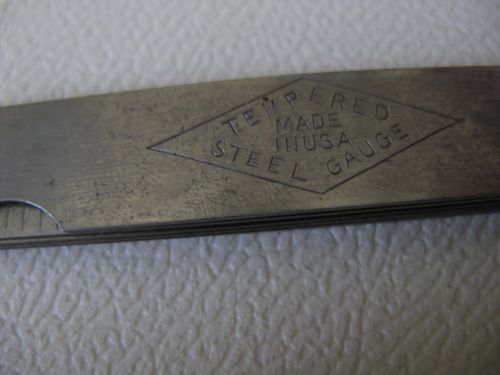 TEMPERED
MADE
IN USA
STEEL GAUGE